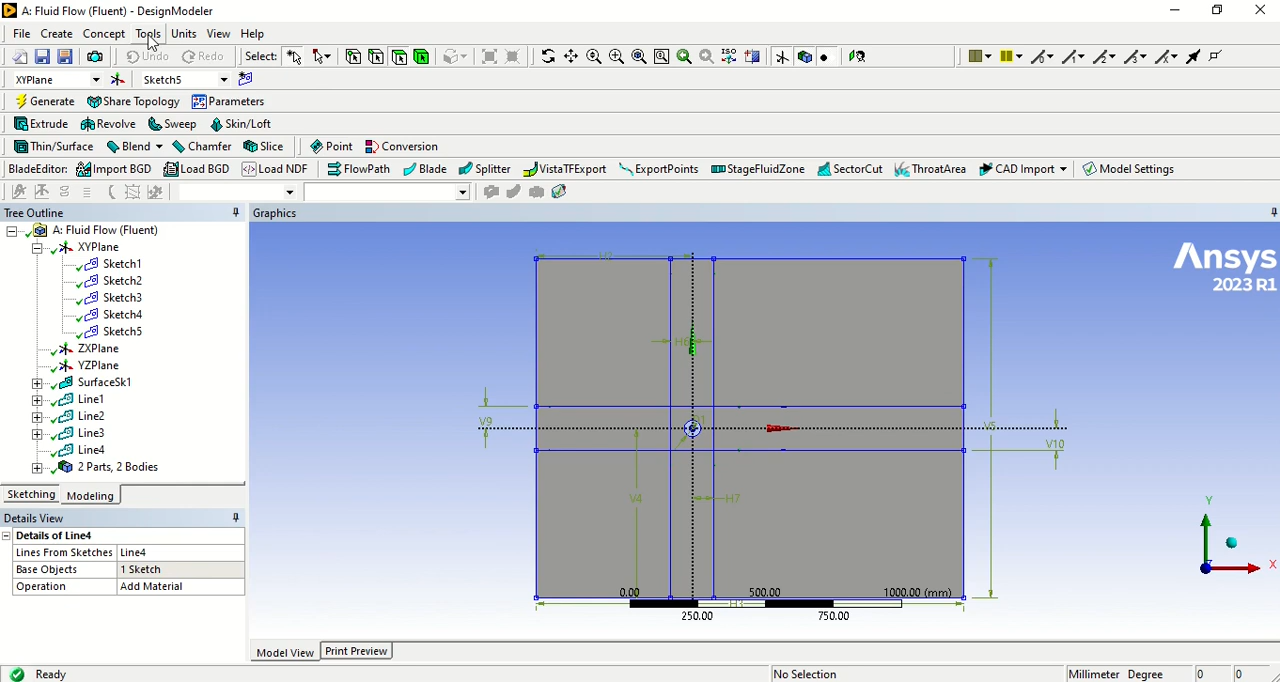 A: Fluid Flow (Fluent) - DesignModeler
File Create Concept Tools Units View Help
Undo Redo Select:
XYPlane Sketch5
Generate Share Topology Parameters
Extrude Revolve Sweep Skin/Loft
Thin/Surface Blend Chamfer Slice Point Conversion
BladeEditor: Import BGD Load BGD Load NDF FlowPath Blade Splitter VistaTFExport ExportPoints StageFluidZone SectorCut ThroatArea CAD Import Model Settings
Tree Outline
A: Fluid Flow (Fluent)
XYPlane
Sketch1
Sketch2
Sketch3
Sketch4
Sketch5
ZXPlane
YZPlane
SurfaceSk1
Line1
Line2
Line3
Line4
2 Parts, 2 Bodies
Sketching Modeling
Details View
Details of Line4
Lines From Sketches Line4
Base Objects 1 Sketch
Operation Add Material
Graphics
Ansys
2023 R1
V9
V5
V10
V4
H7
0.00 500.00 1000.00 (mm)
250.00 750.00
Y
X
Model View Print Preview
Ready No Selection Millimeter Degree 0 0